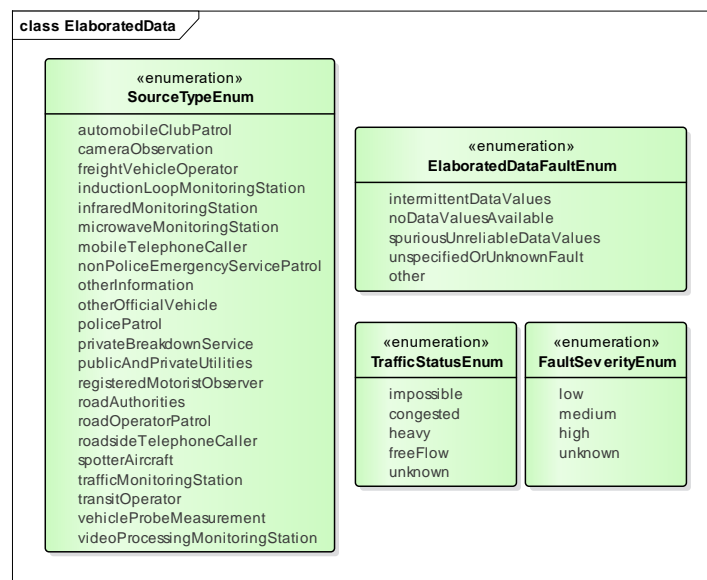 class ElaboratedData
«enumeration»
SourceTypeEnum
automobileClubPatrol
cameraObservation
freightVehicleOperator
inductionLoopMonitoringStation
infraredMonitoringStation
microwaveMonitoringStation
mobileTelephoneCaller
nonPoliceEmergencyServicePatrol
otherInformation
otherOfficialVehicle
policePatrol
privateBreakdownService
publicAndPrivateUtilities
registeredMotoristObserver
roadAuthorities
roadOperatorPatrol
roadsideTelephoneCaller
spotterAircraft
trafficMonitoringStation
transitOperator
vehicleProbeMeasurement
videoProcessingMonitoringStation
«enumeration»
ElaboratedDataFaultEnum
intermittentDataValues
noDataValuesAvailable
spuriousUnreliableDataValues
unspecifiedOrUnknownFault
other
«enumeration»
TrafficStatusEnum
impossible
congested
heavy
freeFlow
unknown
«enumeration»
FaultSeverityEnum
low
medium
high
unknown